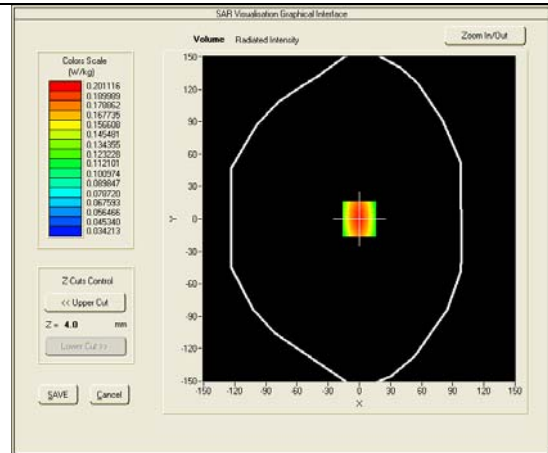 SAR Visualisation Graphical Interface
Volume Radiated Intensity
Zoom In/Out
Colors Scale
(W/kg)
0.201116
0.189989
0.178862
0.167735
0.156608
0.145481
0.134355
0.123228
0.112101
0.100974
0.089847
0.078720
0.067593
0.056466
0.045340
0.034213
Z Cuts Control
<< Upper Cut
Z = 4.0 mm
Lower Cut >>
SAVE
Cancel
150
120
90
60
30
0
-30
-60
-90
-120
-150
Y
-150 -120 -90 -60 -30 0 30 60 90 120 150
X